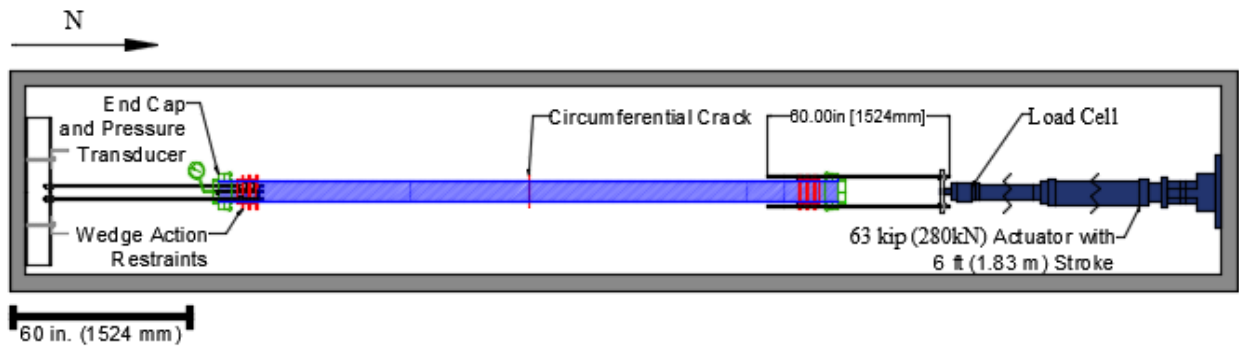 N
End Cap
and Pressure
Transducer
Circumferential Crack
60.00in [1524mm]
Load Cell
Wedge Action
Restraints
63 kip (280kN) Actuator with
6 ft (1.83 m) Stroke
60 in. (1524 mm)